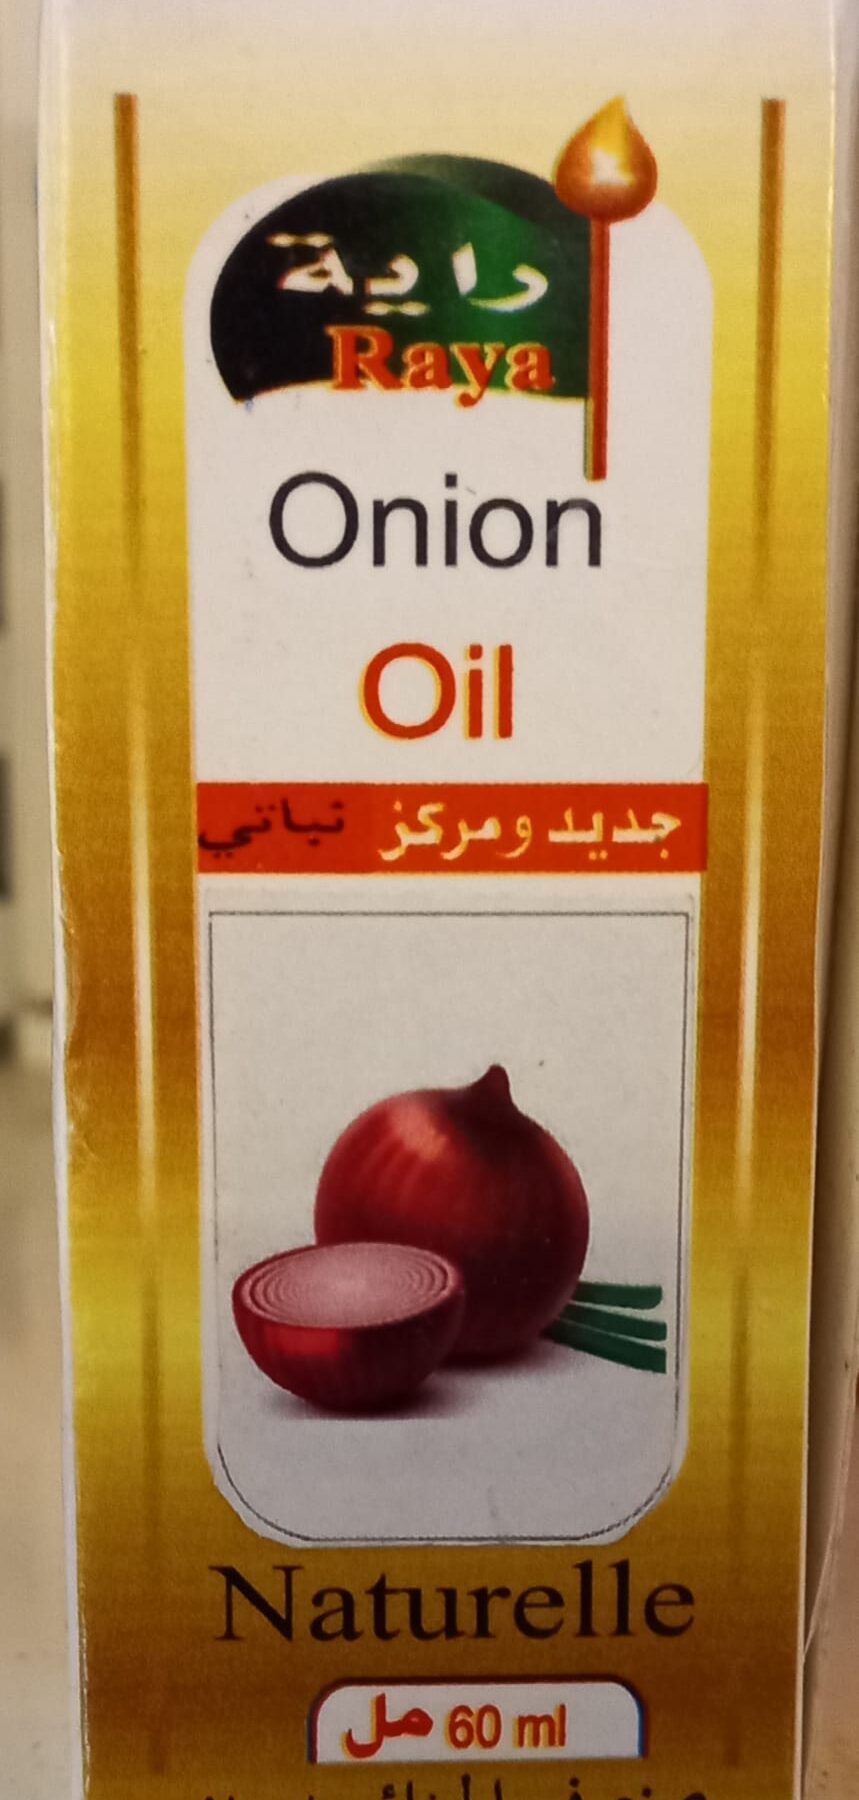 راية
Raya
Onion
Oil
جديد ومركز نباتي
Naturelle
60 ml مل